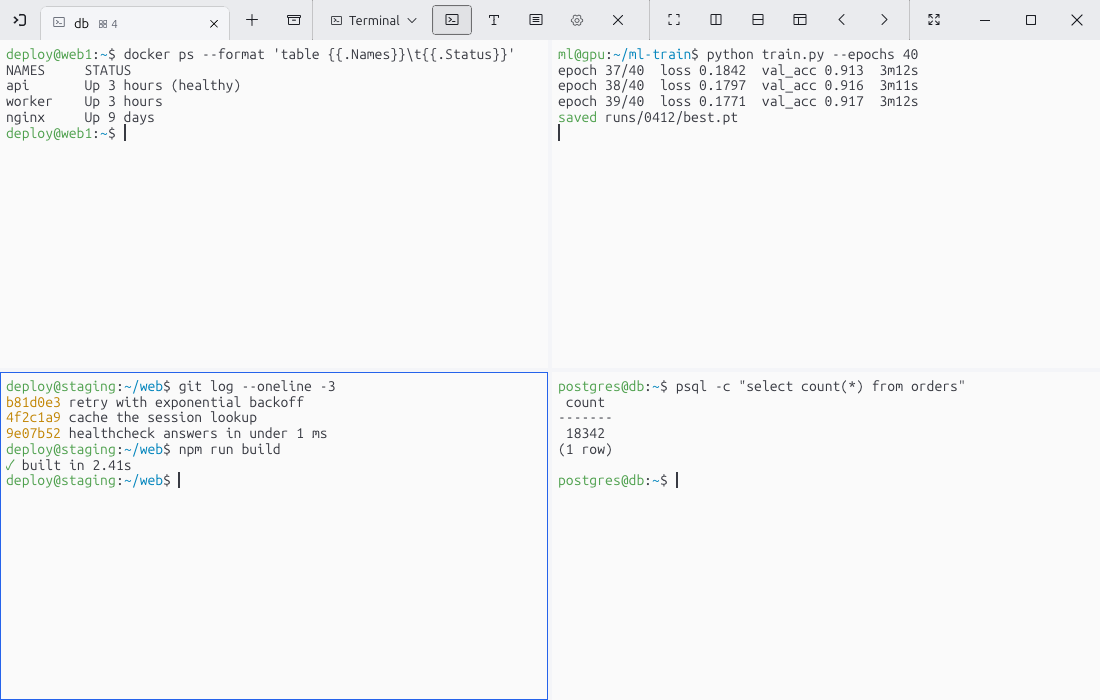 db 4
Terminal
deploy@web1:~$ docker ps --format 'table {{.Names}}\t{{.Status}}'
NAMES     STATUS
api       Up 3 hours (healthy)
worker    Up 3 hours
nginx     Up 9 days
deploy@web1:~$
ml@gpu:~/ml-train$ python train.py --epochs 40
epoch 37/40  loss 0.1842  val_acc 0.913  3m12s
epoch 38/40  loss 0.1797  val_acc 0.916  3m11s
epoch 39/40  loss 0.1771  val_acc 0.917  3m12s
saved runs/0412/best.pt
deploy@staging:~/web$ git log --oneline -3
b81d0e3 retry with exponential backoff
4f2c1a9 cache the session lookup
9e07b52 healthcheck answers in under 1 ms
deploy@staging:~/web$ npm run build
✓ built in 2.41s
deploy@staging:~/web$
postgres@db:~$ psql -c "select count(*) from orders"
 count
-------
 18342
(1 row)
postgres@db:~$